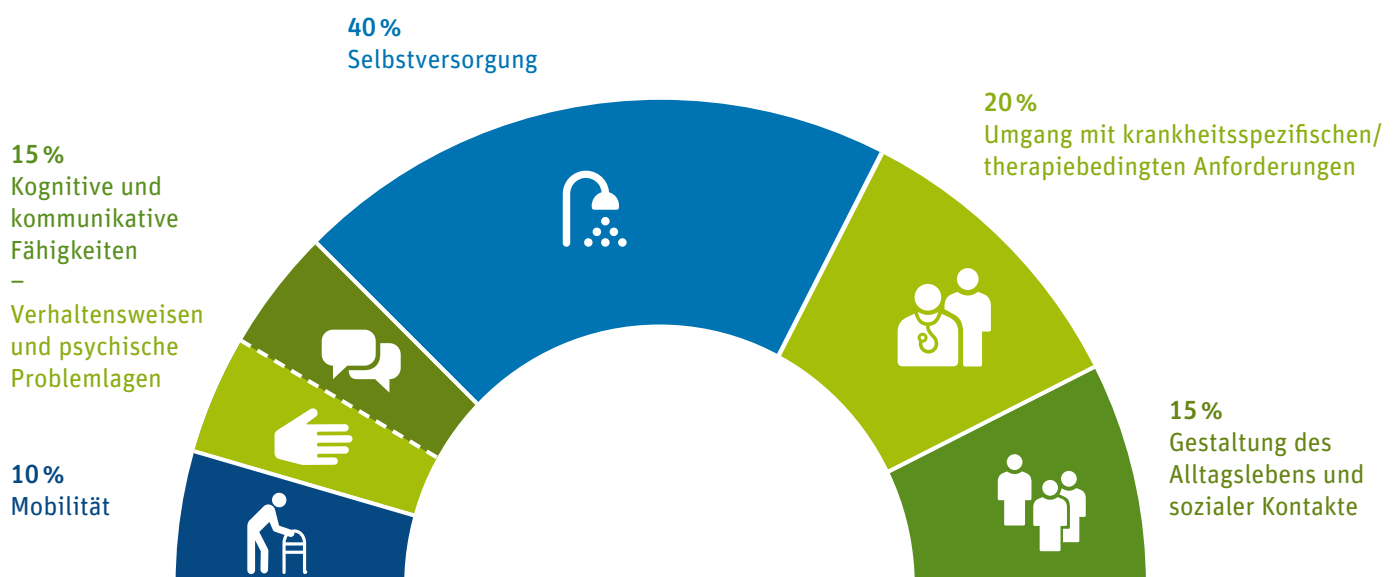 40 %
Selbstversorgung
20 %
Umgang mit krankheitsspezifischen/
therapiebedingten Anforderungen
15 %
Kognitive und
kommunikative
Fähigkeiten
–
Verhaltensweisen
und psychische
Problemlagen
10 %
Mobilität
15 %
Gestaltung des
Alltagslebens und
sozialer Kontakte